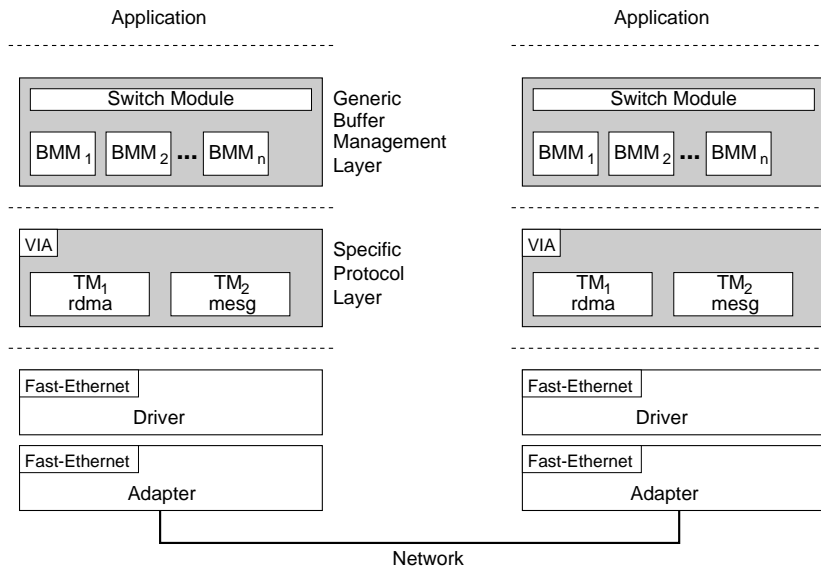 Application
Switch Module
BMM1 BMM2 ... BMMn
Generic
Buffer
Management
Layer
VIA
TM1
rdma
TM2
mesg
Specific
Protocol
Layer
Fast-Ethernet
Driver
Fast-Ethernet
Adapter
Application
Switch Module
BMM1 BMM2 ... BMMn
VIA
TM1
rdma
TM2
mesg
Fast-Ethernet
Driver
Fast-Ethernet
Adapter
Network